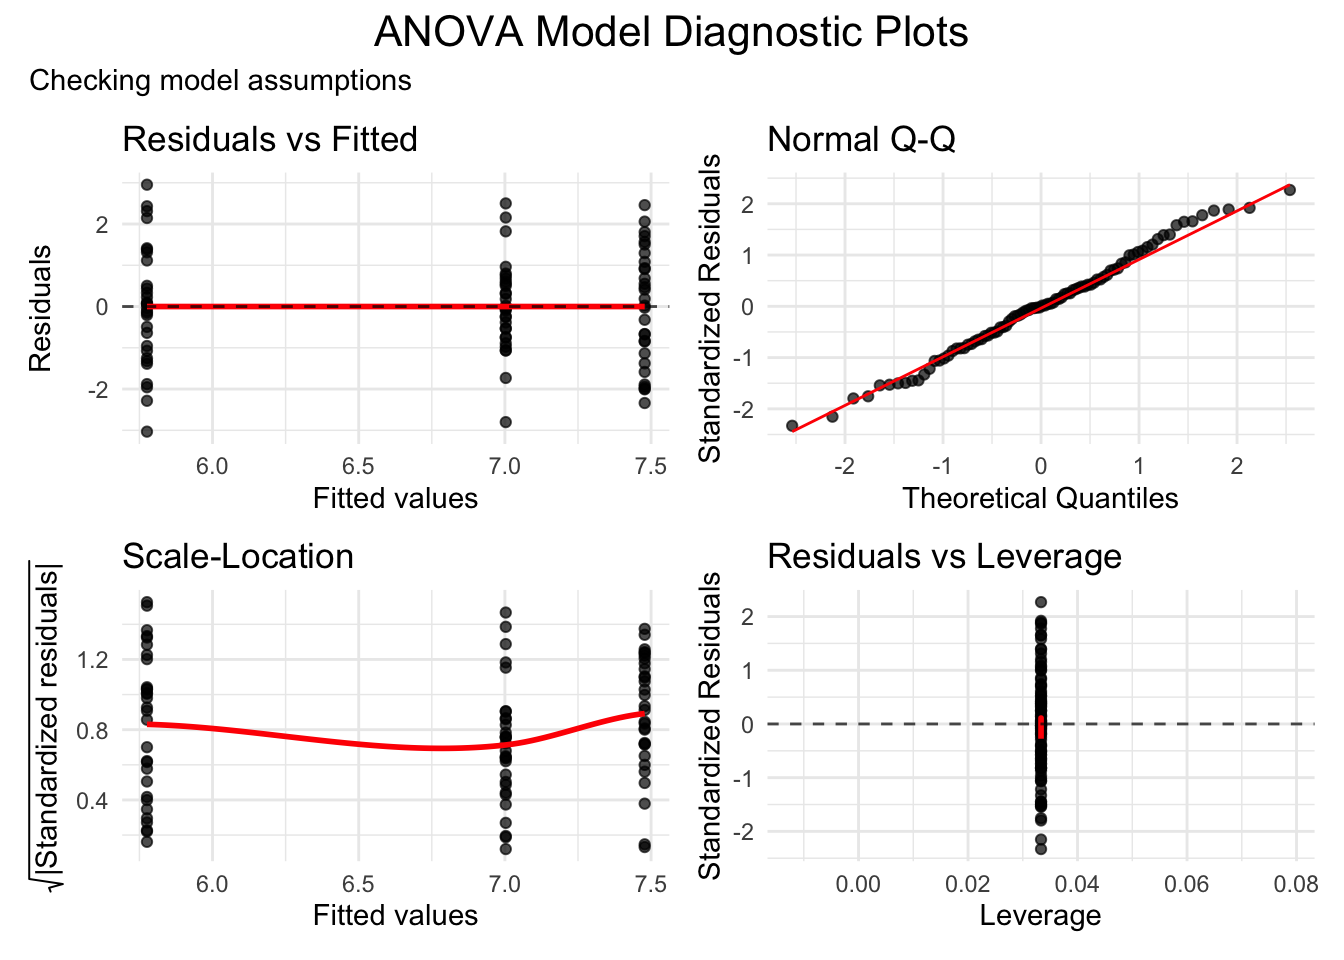 ANOVA Model Diagnostic Plots
Checking model assumptions
Residuals vs Fitted
Residuals
2
0
-2
6.0 6.5 7.0 7.5
Fitted values
Normal Q-Q
Standardized Residuals
2
1
0
-1
-2
-2 -1 0 1 2
Theoretical Quantiles
Scale-Location
√|Standardized residuals|
1.2
0.8
0.4
6.0 6.5 7.0 7.5
Fitted values
Residuals vs Leverage
Standardized Residuals
2
1
0
-1
-2
0.00 0.02 0.04 0.06 0.08
Leverage